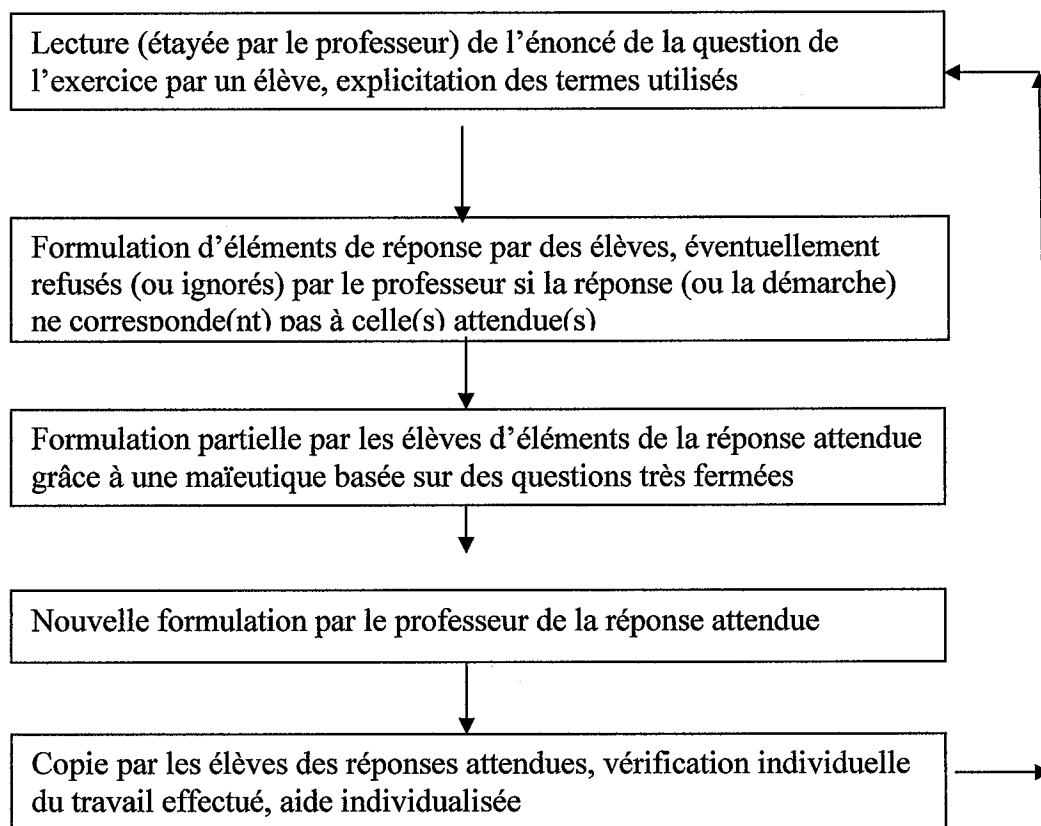 Lecture (étayée par le professeur) de l'énoncé de la question de
l'exercice par un élève, explicitation des termes utilisés
Formulation d'éléments de réponse par des élèves, éventuellement
refusés (ou ignorés) par le professeur si la réponse (ou la démarche)
ne corresponde(nt) pas à celle(s) attendue(s)
Formulation partielle par les élèves d'éléments de la réponse attendue
grâce à une maïeutique basée sur des questions très fermées
Nouvelle formulation par le professeur de la réponse attendue
Copie par les élèves des réponses attendues, vérification individuelle
du travail effectué, aide individualisée